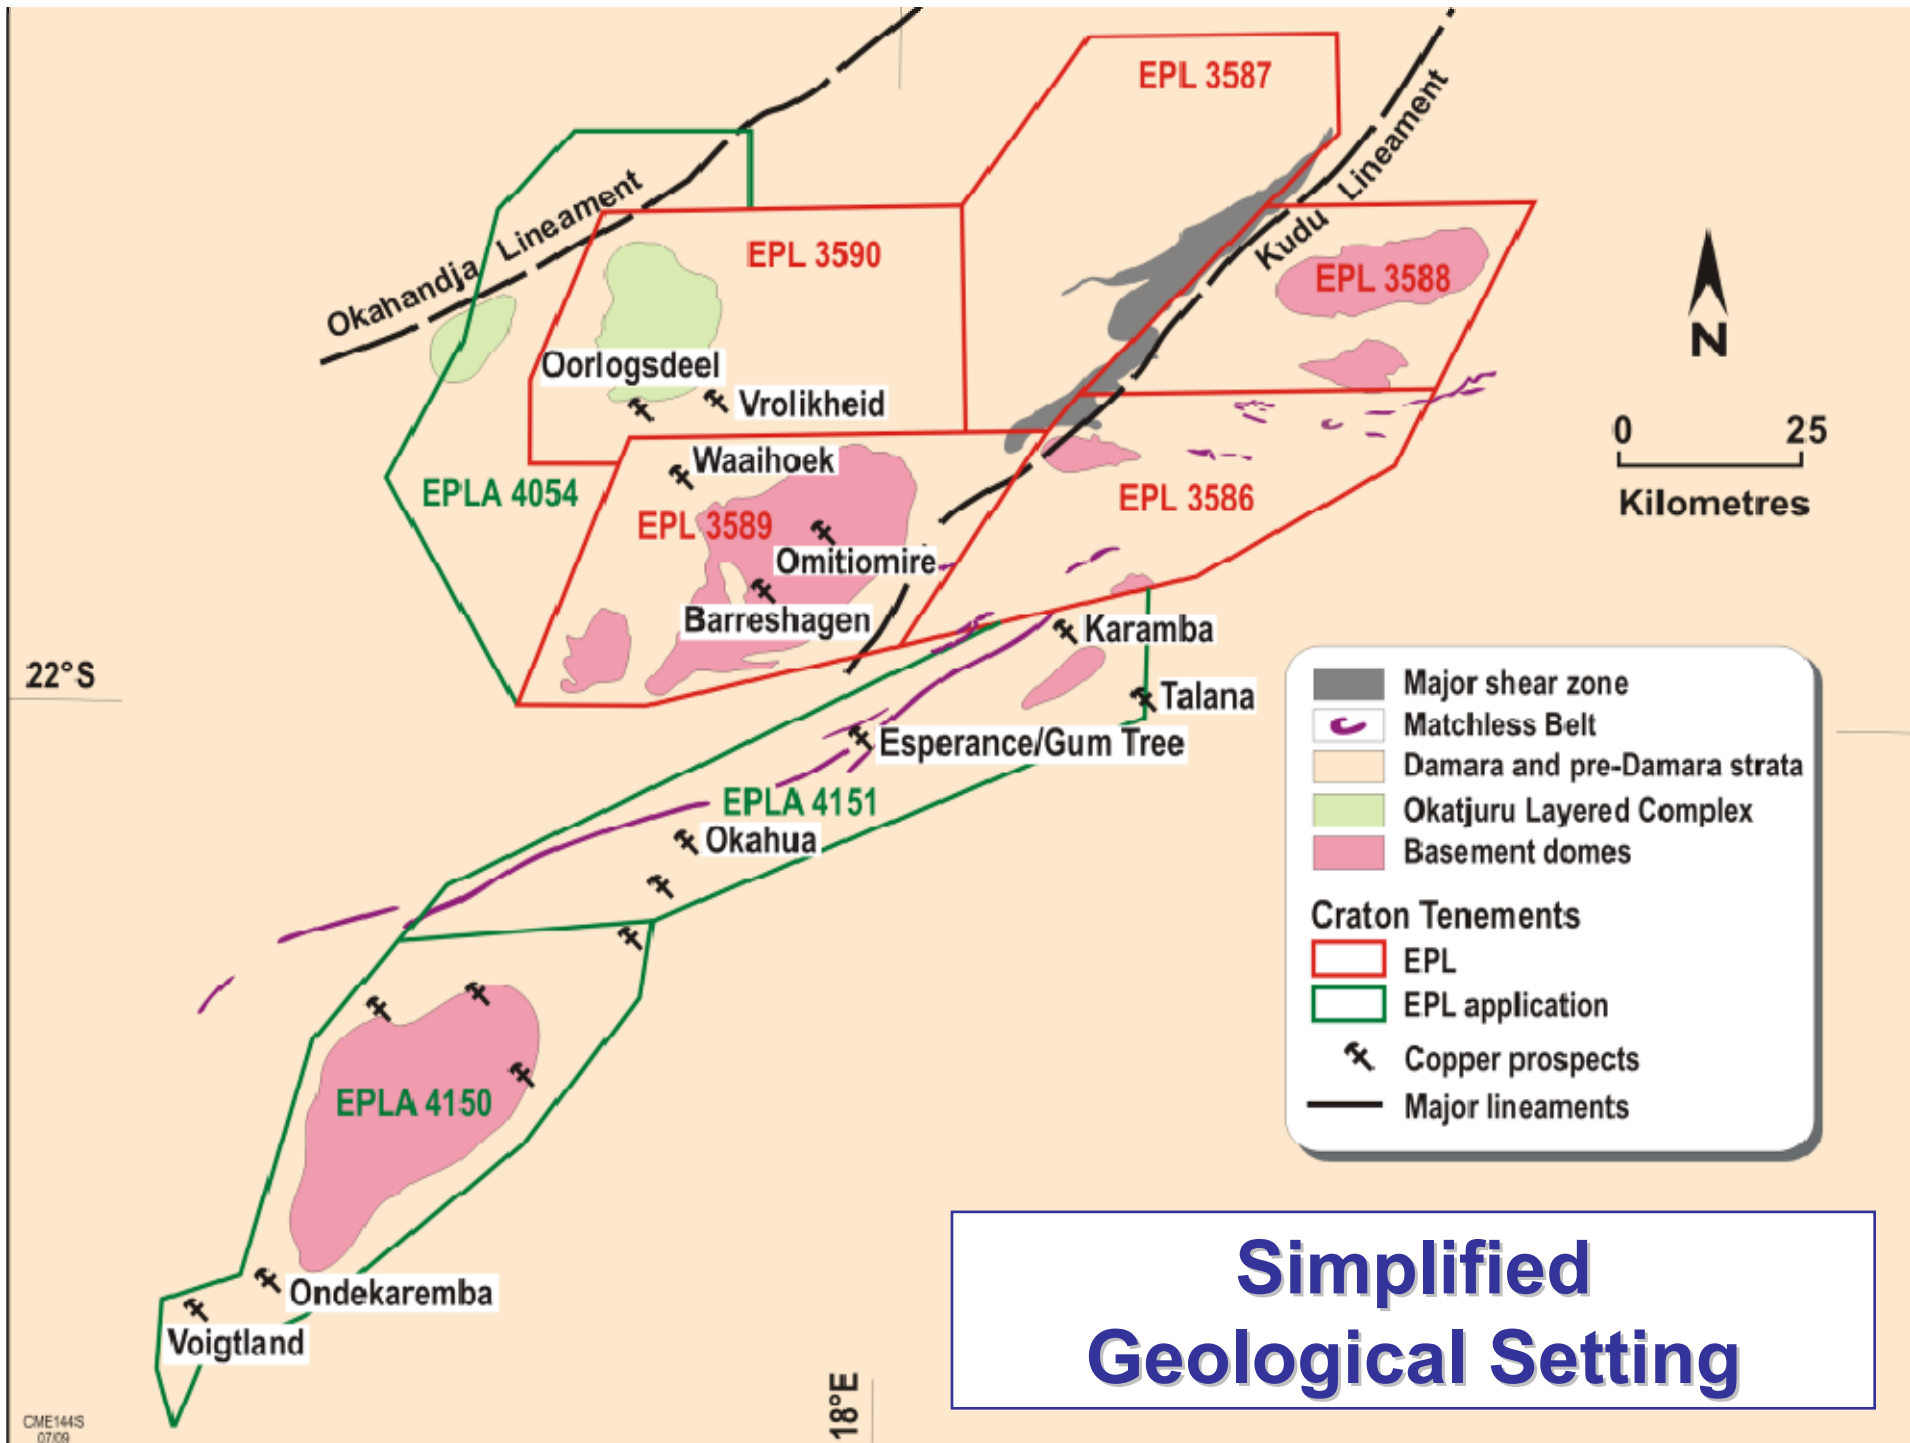 EPL 3587
Kudu Lineament
Okahandja Lineament
EPL 3590
EPL 3588
N
Oorlogsdeel
Vrolikheid
0 25
Kilometres
Waaihoek
EPLA 4054
EPL 3589
EPL 3586
Omitiomire
Barreshagen
Karamba
22°S
Talana
Esperance/Gum Tree
EPLA 4151
Okahua
Major shear zone
Matchless Belt
Damara and pre-Damara strata
Okatjuru Layered Complex
Basement domes
Craton Tenements
EPL
EPL application
Copper prospects
Major lineaments
EPLA 4150
Ondekaremba
Voigtland
Simplified
Geological Setting
18°E
CME144S
07/09